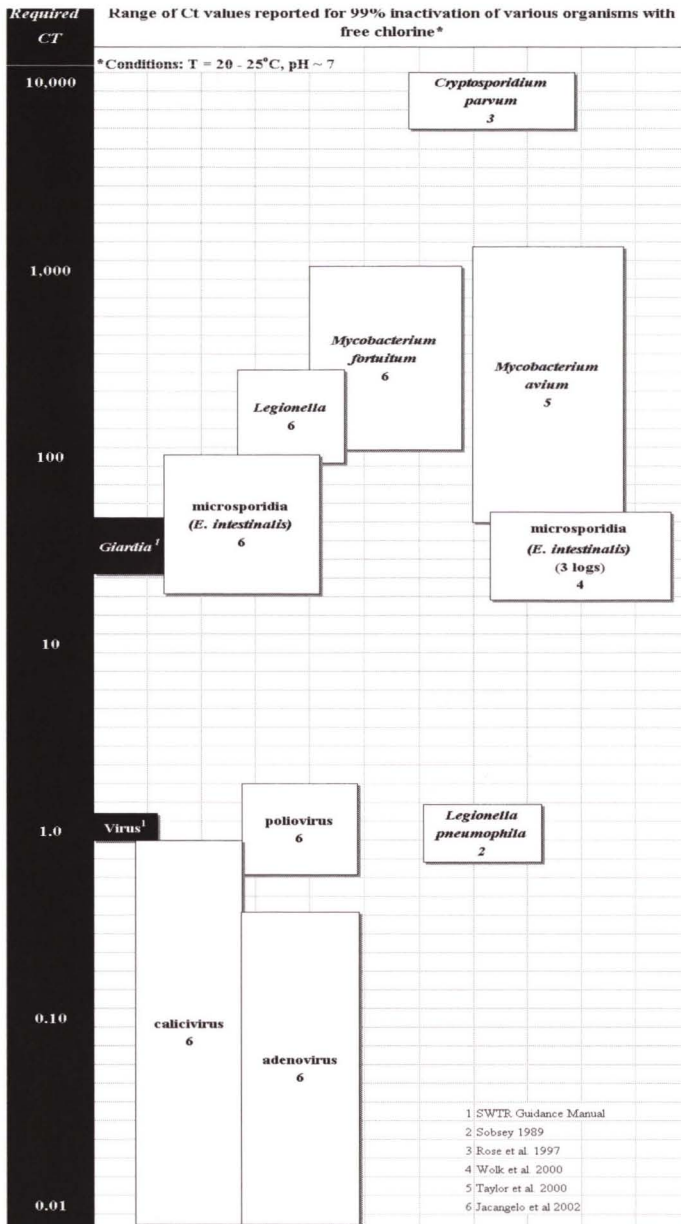 Required
CT
Range of Ct values reported for 99% inactivation of various organisms with
free chlorine*
*Conditions: T = 20 - 25°C, pH ~ 7
10,000
Cryptosporidium
parvum
3
1,000
Mycobacterium
fortuitum
6
Mycobacterium
avium
5
Legionella
6
100
microsporidia
(E. intestinalis)
6
Giardia 1
microsporidia
(E. intestinalis)
(3 logs)
4
10
poliovirus
6
Legionella
pneumophila
2
1.0
Virus1
0.10
calicivirus
6
adenovirus
6
0.01
1 SWTR Guidance Manual
2 Sobsey 1989
3 Rose et al. 1997
4 Wolk et al. 2000
5 Taylor et al. 2000
6 Jacangelo et al 2002